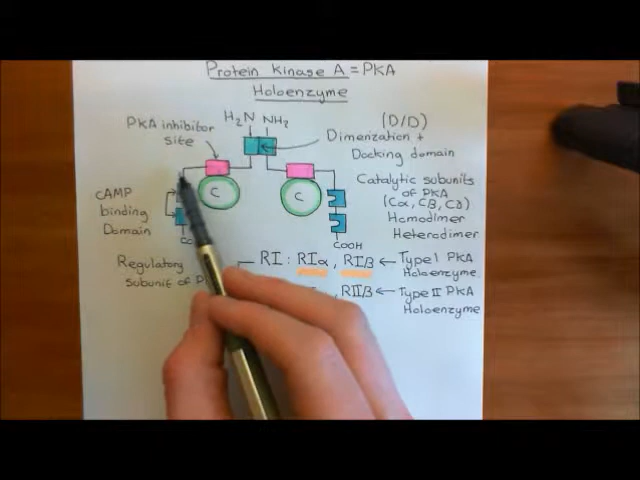 Protein Kinase A = PKA
Holoenzyme
H₂N NH₂
(D/D)
PKA inhibitor
site
Dimerization +
Docking domain
C
C
Catalytic subunits
of PKA
(Cα, Cβ, Cγ)
Homodimer
Heterodimer
CAMP
binding
Domain
COOH
Regulatory
subunit of
RI: RIα, RIβ ← Type I PKA
Holoenzyme
, RIIβ ← Type II PKA
Holoenzyme